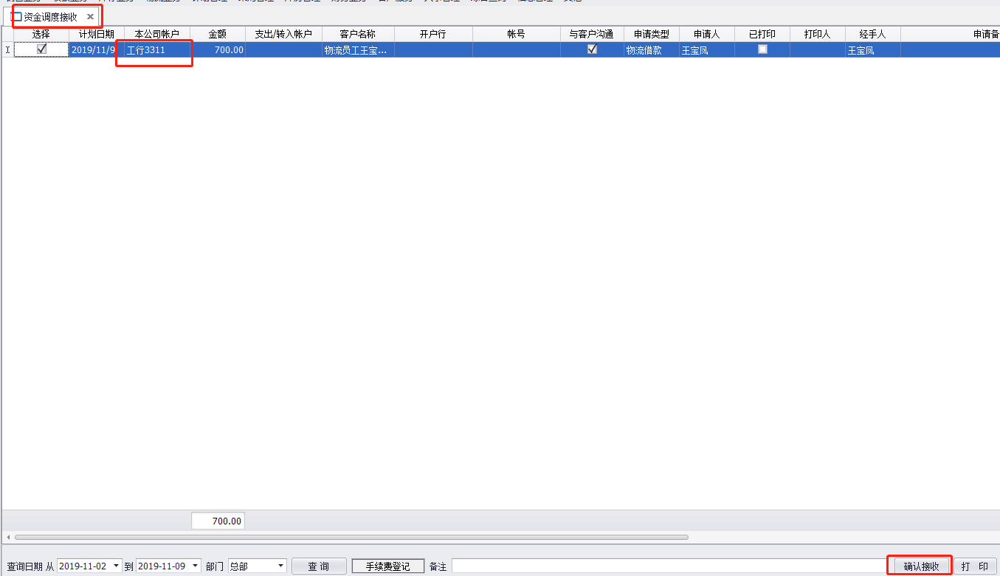 资金调度接收
选择 计划日期 本公司帐户 金额 支出/转入帐户 客户名称 开户行 帐号 与客户沟通 申请类型 申请人 已打印 打印人 经手人 申请备
2019/11/9 工行3311 700.00 物流员工王宝... 物流借款 王宝凤 王宝凤
700.00
查询日期 从 2019-11-02 到 2019-11-09 部门 总部 查 询 手续费登记 备注 确认接收 打 印